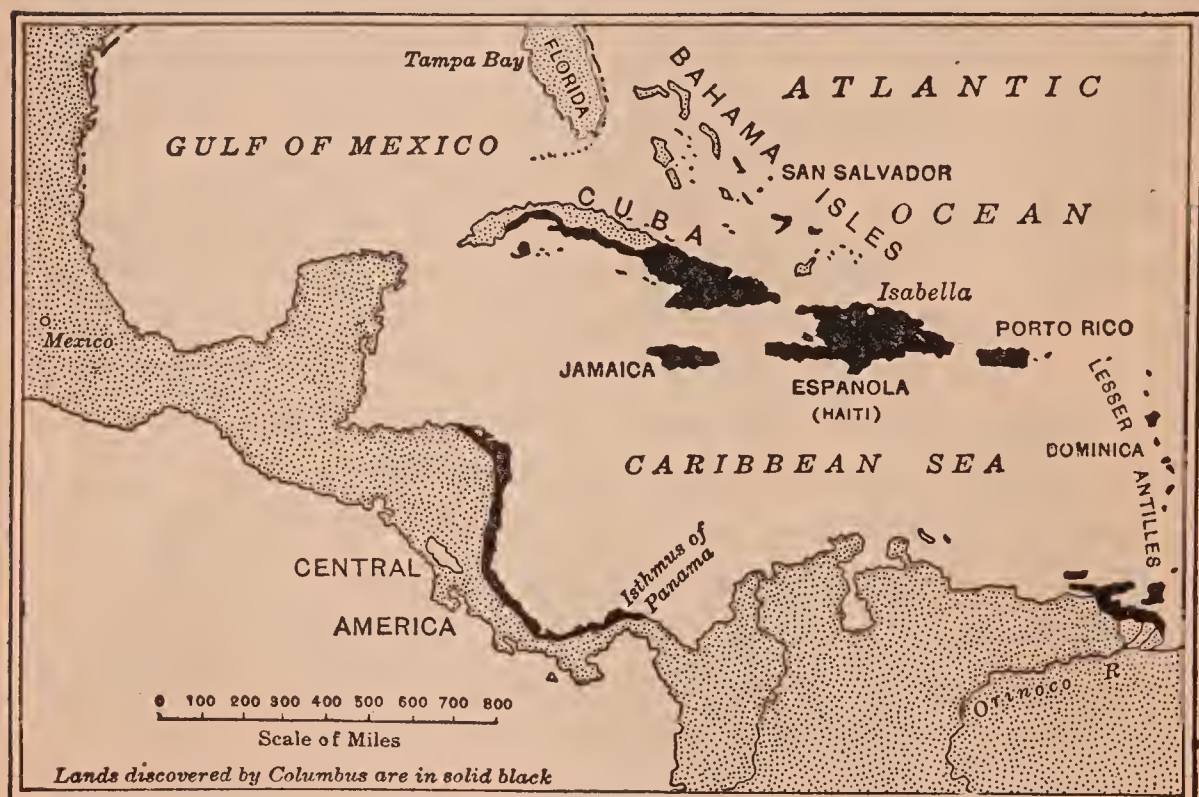 Tampa Bay
FLORIDA
BAHAMA ISLES
ATLANTIC
OCEAN
GULF OF MEXICO
SAN SALVADOR
CUBA
Isabella
Mexico
JAMAICA
ESPANOLA
(HAITI)
PORTO RICO
LESSER
ANTILLES
DOMINICA
CARIBBEAN SEA
CENTRAL
AMERICA
Isthmus of
Panama
Orinoco R
0 100 200 300 400 500 600 700 800
Scale of Miles
Lands discovered by Columbus are in solid black